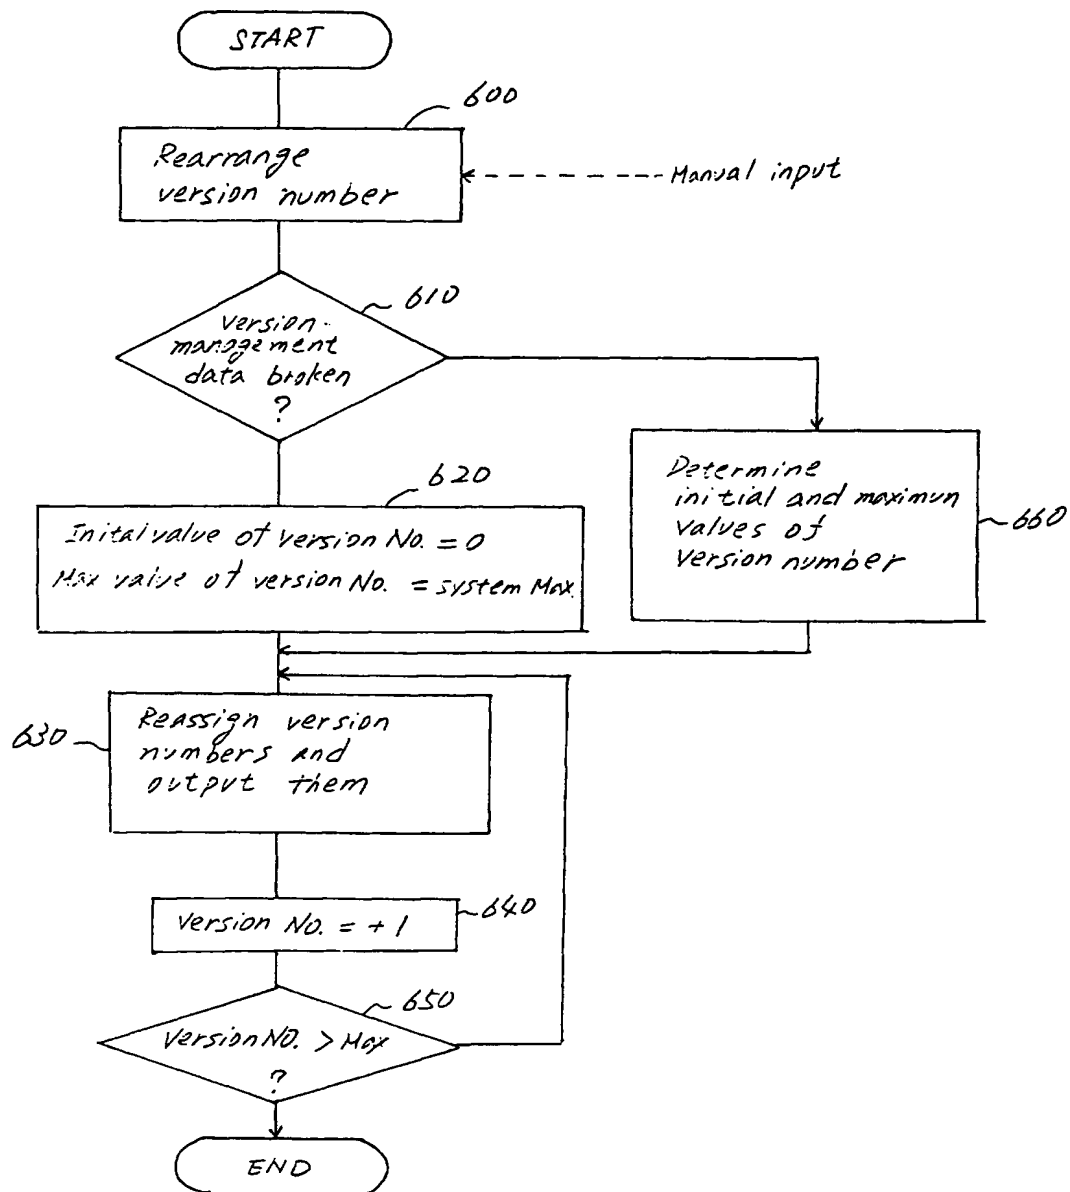 START
600
Rearrange
version number
Manual input
610
Version-
management
data broken
?
620
Inital value of version No. = 0
Max value of version No. = system Max.
Determine
initial and maximun
values of
version number
660
630
Reassign version
numbers and
output them
Version No. = + 1
640
650
Version No. > Max
?
END